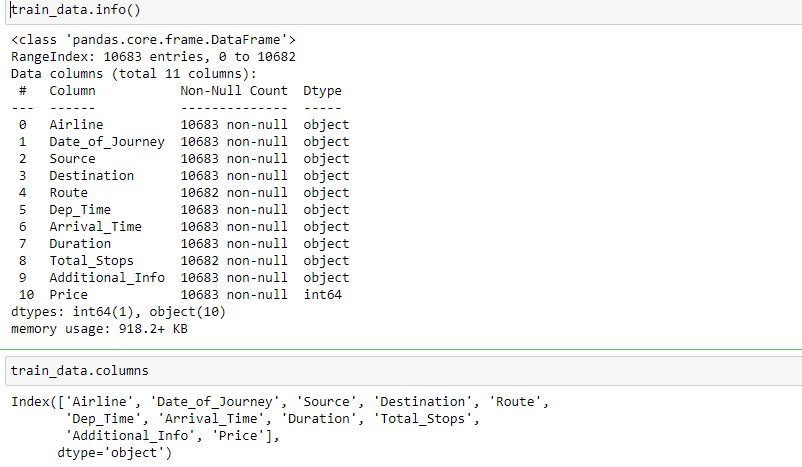 train_data.info()
<class 'pandas.core.frame.DataFrame'>
RangeIndex: 10683 entries, 0 to 10682
Data columns (total 11 columns):
 #   Column           Non-Null Count  Dtype
---  ------           --------------  -----
 0   Airline          10683 non-null  object
 1   Date_of_Journey  10683 non-null  object
 2   Source           10683 non-null  object
 3   Destination      10683 non-null  object
 4   Route            10682 non-null  object
 5   Dep_Time         10683 non-null  object
 6   Arrival_Time     10683 non-null  object
 7   Duration         10683 non-null  object
 8   Total_Stops      10682 non-null  object
 9   Additional_Info  10683 non-null  object
 10  Price            10683 non-null  int64
dtypes: int64(1), object(10)
memory usage: 918.2+ KB
train_data.columns
Index(['Airline', 'Date_of_Journey', 'Source', 'Destination', 'Route',
       'Dep_Time', 'Arrival_Time', 'Duration', 'Total_Stops',
       'Additional_Info', 'Price'],
      dtype='object')